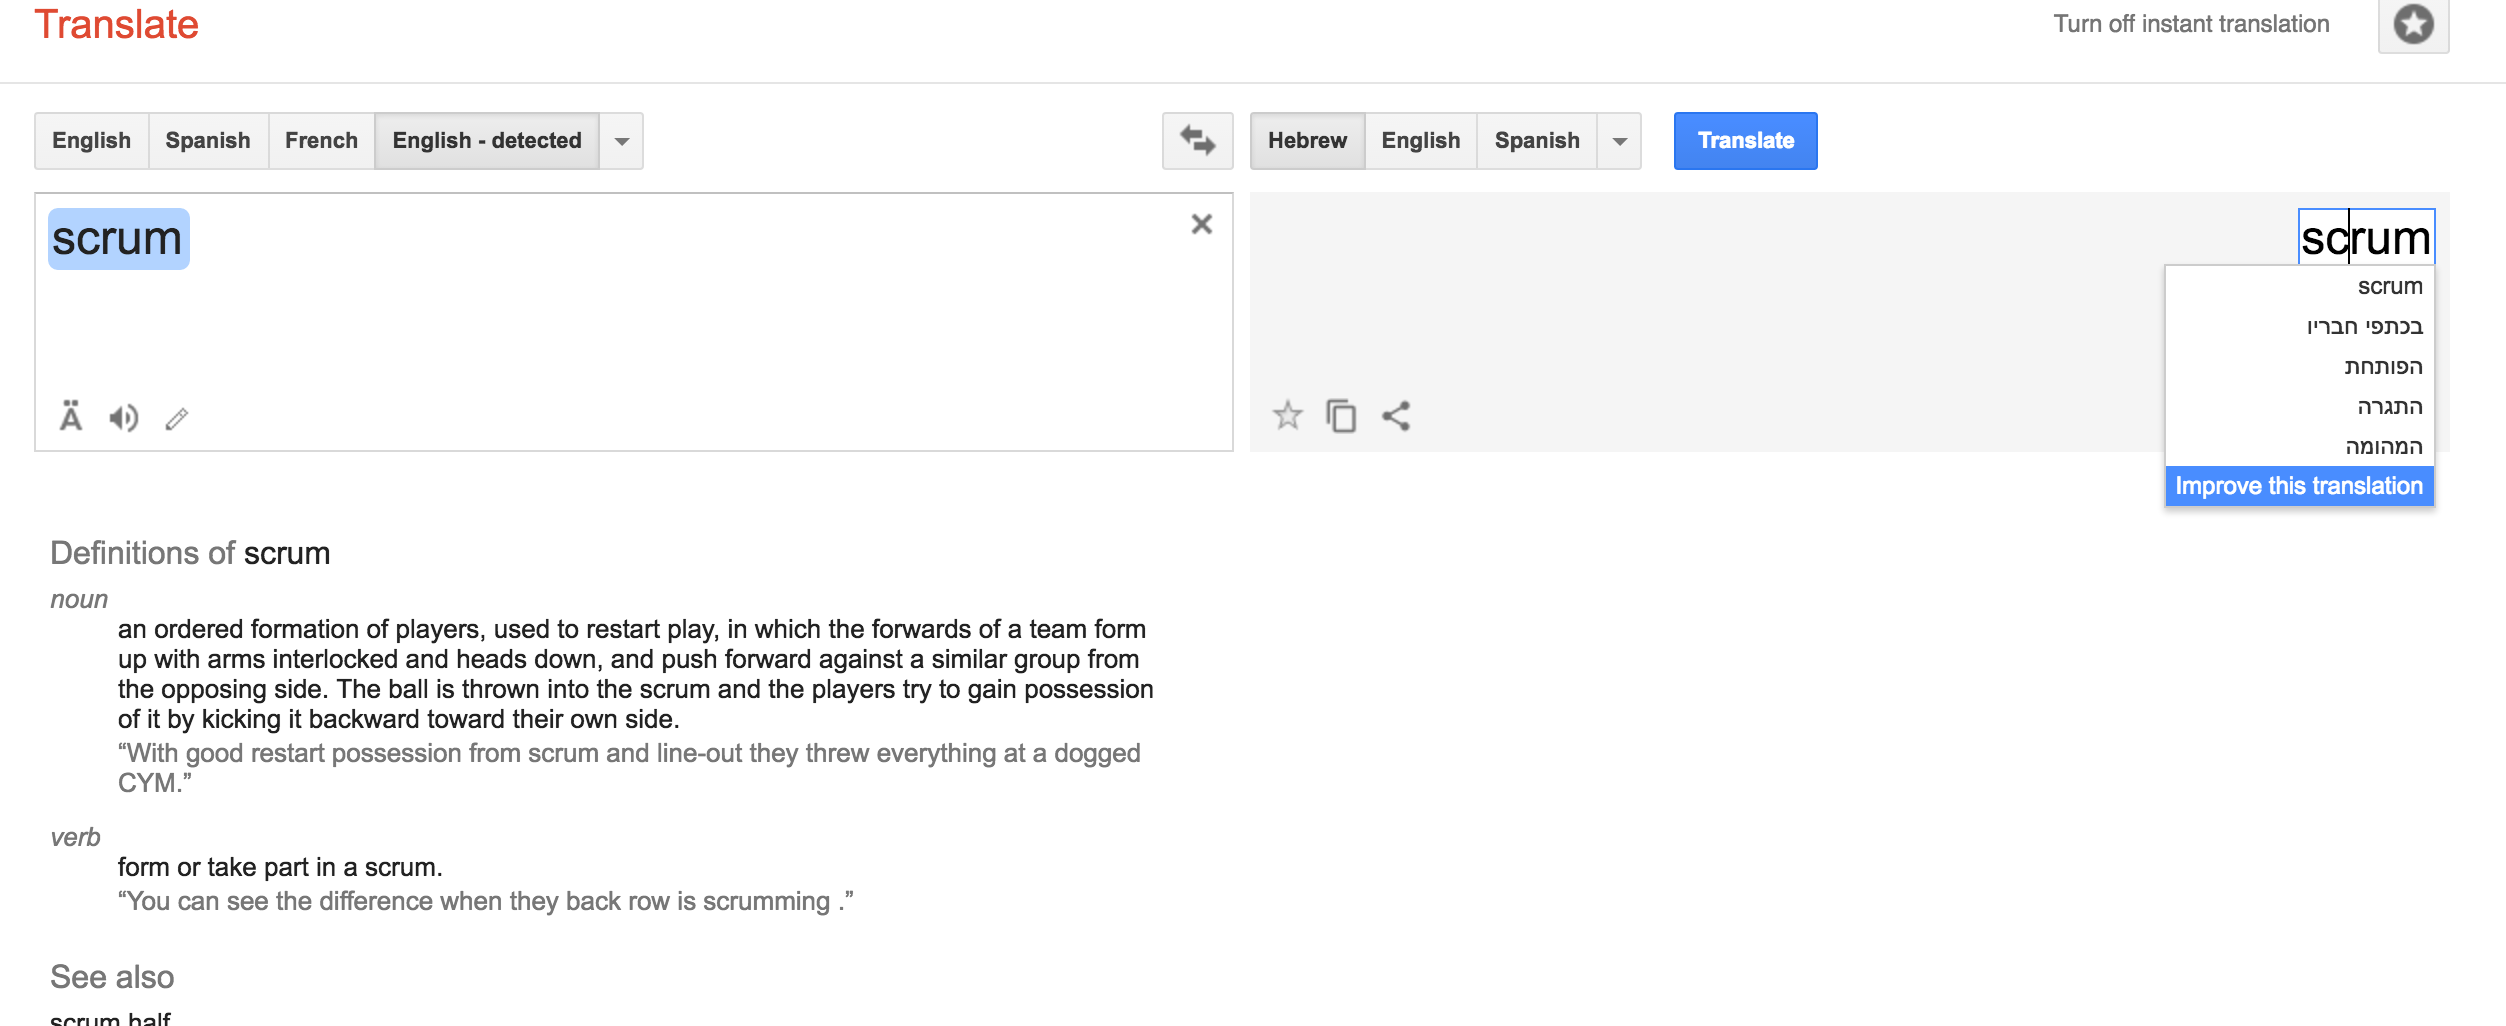 Translate
Turn off instant translation
English Spanish French English - detected
Hebrew English Spanish Translate
scrum
scrum
scrum
בכתפי חבריו
הפותחת
התגרה
המהומה
Improve this translation
Ä
Definitions of scrum
noun
an ordered formation of players, used to restart play, in which the forwards of a team form
up with arms interlocked and heads down, and push forward against a similar group from
the opposing side. The ball is thrown into the scrum and the players try to gain possession
of it by kicking it backward toward their own side.
“With good restart possession from scrum and line-out they threw everything at a dogged
CYM.”
verb
form or take part in a scrum.
“You can see the difference when they back row is scrumming .”
See also
scrum half